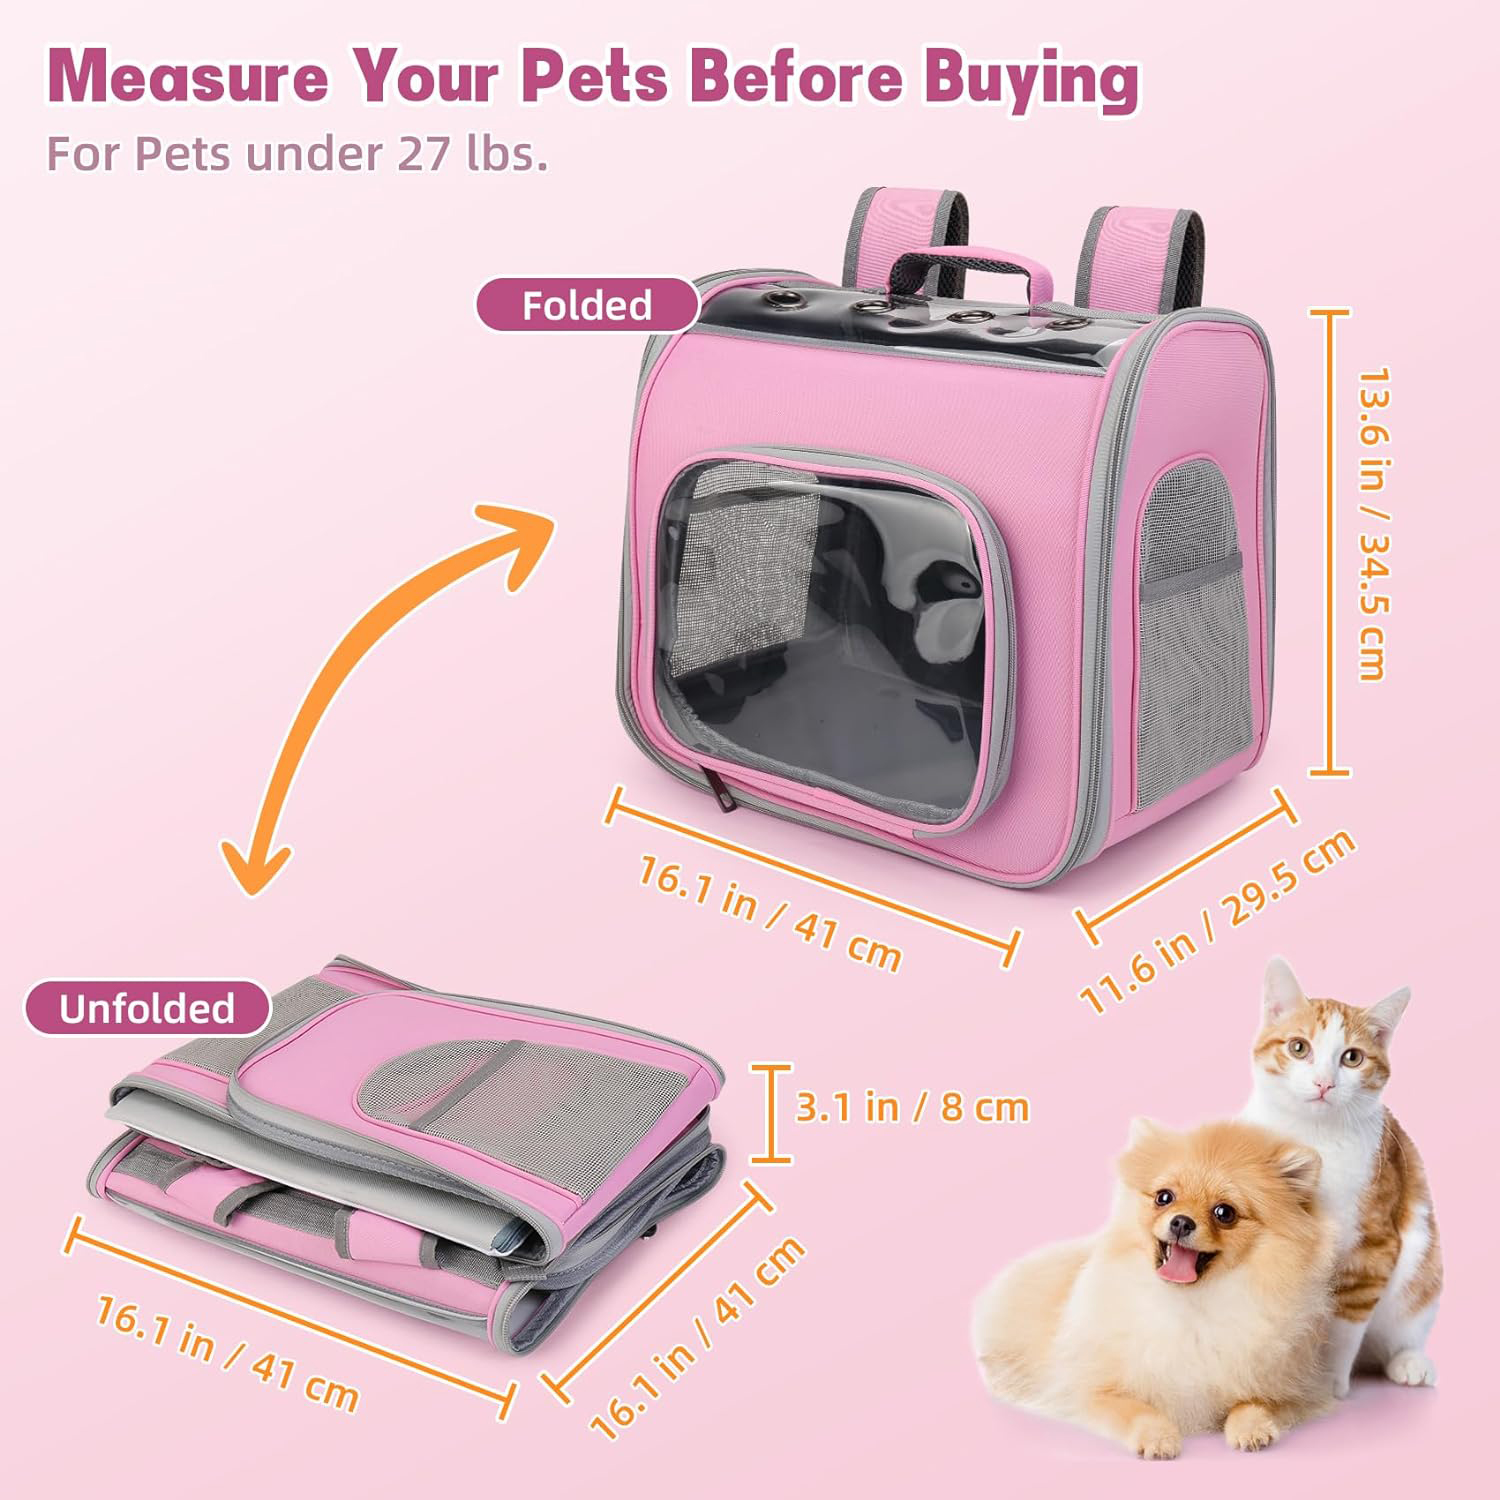 Measure Your Pets Before Buying
For Pets under 27 lbs.
Folded
13.6 in / 34.5 cm
16.1 in / 41 cm
11.6 in / 29.5 cm
Unfolded
3.1 in / 8 cm
16.1 in / 41 cm
16.1 in / 41 cm